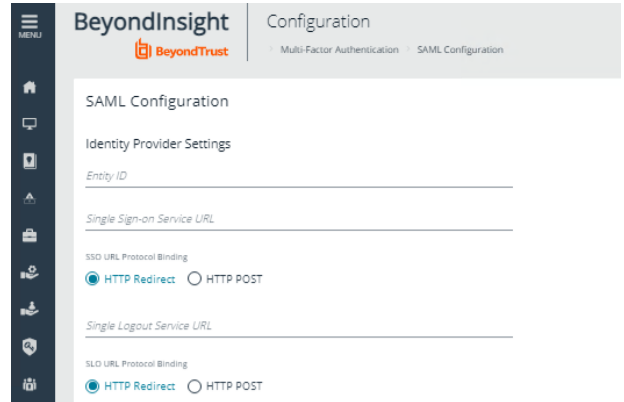 MENU
BeyondInsight
BeyondTrust
Configuration
Multi-Factor Authentication SAML Configuration
SAML Configuration
Identity Provider Settings
Entity ID
Single Sign-on Service URL
SSO URL Protocol Binding
HTTP Redirect HTTP POST
Single Logout Service URL
SLO URL Protocol Binding
HTTP Redirect HTTP POST